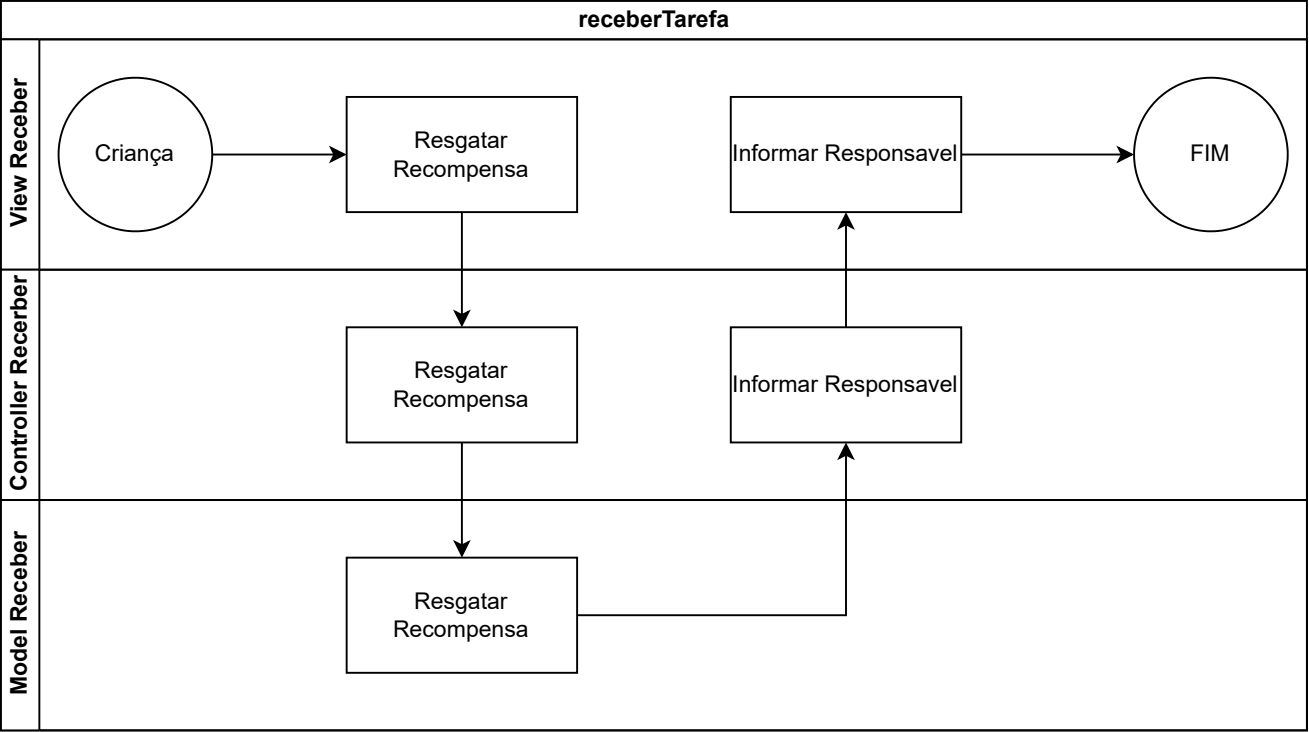 receberTarefa
View Receber
Criança
Resgatar
Recompensa
Informar Responsavel
FIM
Controller Recerber
Resgatar
Recompensa
Informar Responsavel
Model Receber
Resgatar
Recompensa